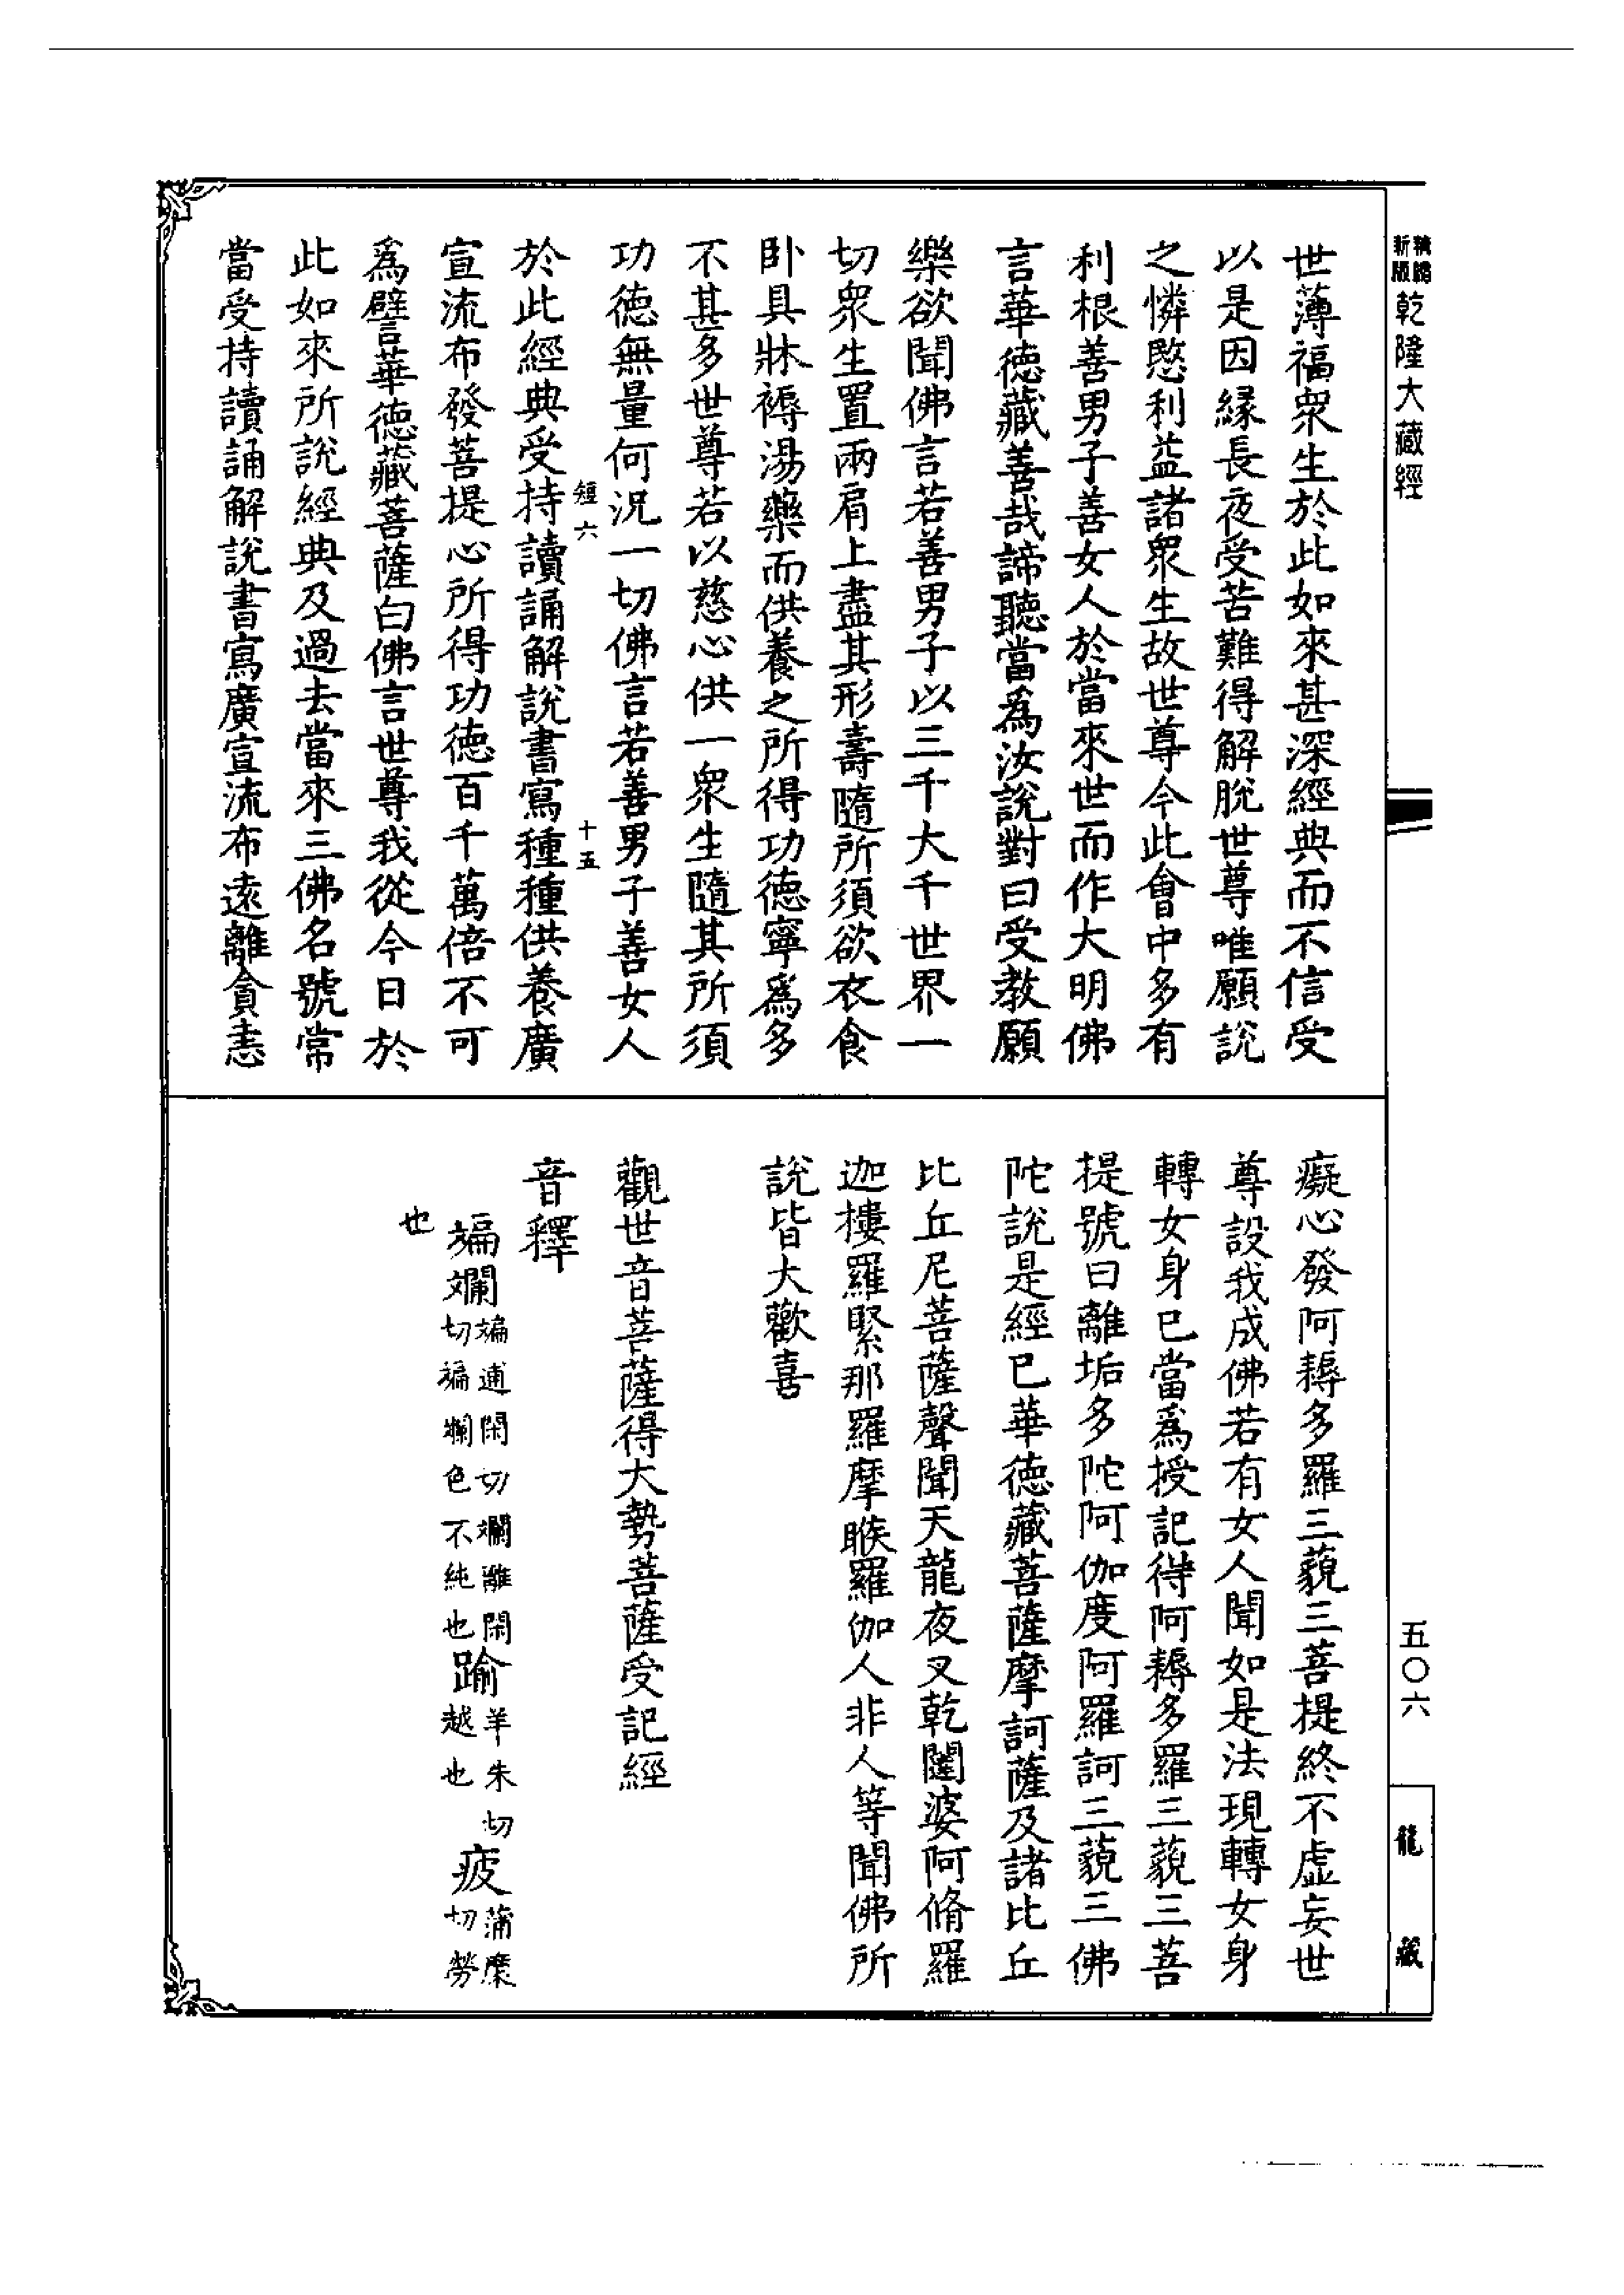 新版
乾隆大藏經
世薄福眾生於此如來甚深經典而不信受
以是因緣長夜受苦難得解脫世尊唯願說
之憐愍利益諸眾生故世尊今此會中多有
利根善男子善女人於當來世而作大明佛
言華德藏善哉諦聽當為汝說對曰受教願
樂欲聞佛言若善男子以三千大千世界一
切眾生置兩肩上盡其形壽隨所須欲衣食
臥具牀褥湯藥而供養之所得功德寧為多
不甚多世尊若以慈心供一眾生隨其所須
功德無量何況一切佛言若善男子善女人
短六
十五
於此經典受持讀誦解說書寫種種供養廣
宣流布發菩提心所得功德百千萬倍不可
為譬華德藏菩薩白佛言世尊我從今日於
此如來所說經典及過去當來三佛名號常
當受持讀誦解說書寫廣宣流布遠離貪恚
癡心發阿耨多羅三藐三菩提終不虛妄世
尊設我成佛若有女人聞如是法現轉女身
轉女身已當為授記得阿耨多羅三藐三菩
提號曰離垢多陀阿伽度阿羅訶三藐三佛
陀說是經已華德藏菩薩摩訶薩及諸比丘
比丘尼菩薩聲聞天龍夜叉乾闥婆阿脩羅
迦樓羅緊那羅摩睺羅伽人非人等聞佛所
說皆大歡喜
觀世音菩薩得大勢菩薩受記經
音釋
斒斕斒逋閑切斕離閑切斒斕色不純也踰羊朱切越也疲蒲縻切勞
也
五〇六
龍藏